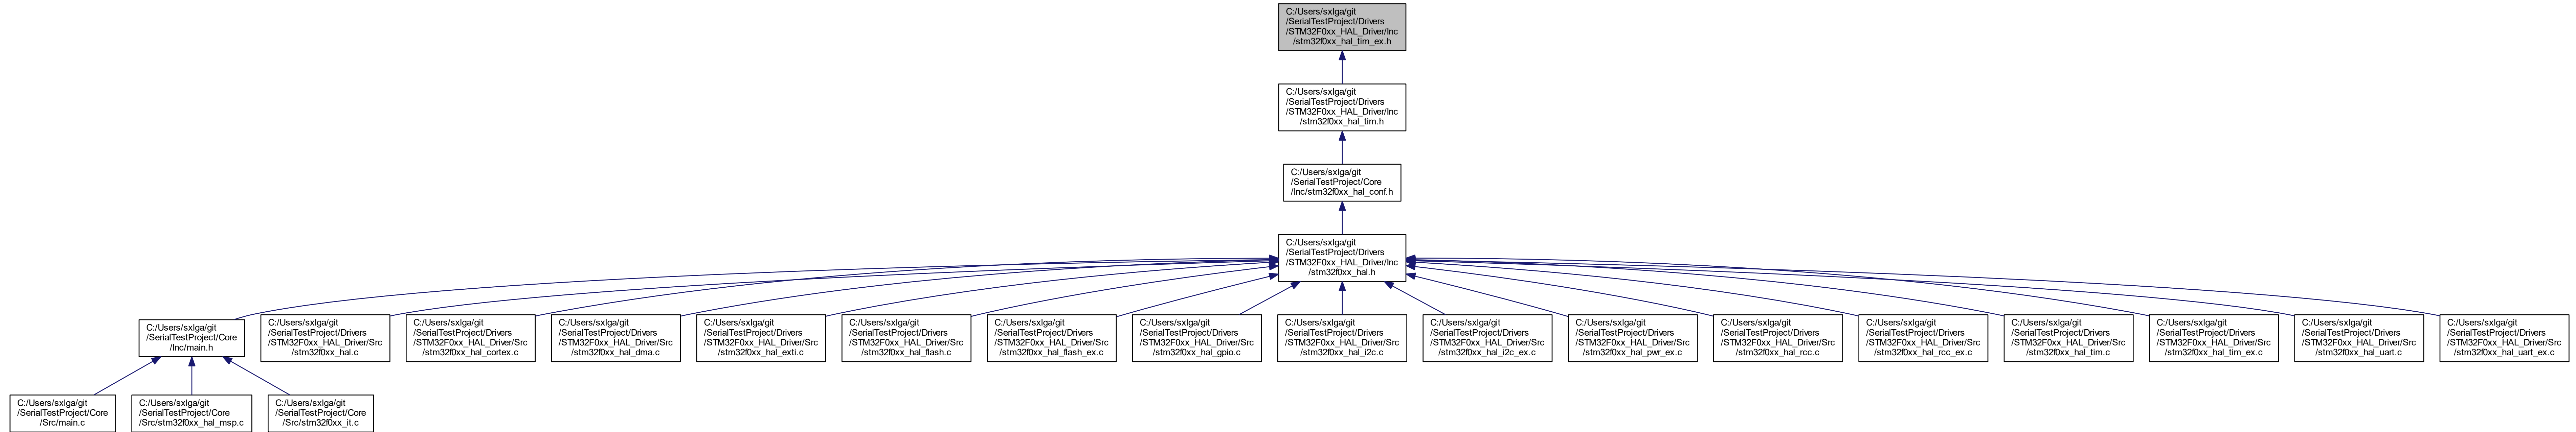 C:/Users/sxlga/git
/SerialTestProject/Drivers
/STM32F0xx_HAL_Driver/Inc
/stm32f0xx_hal_tim_ex.h
C:/Users/sxlga/git
/SerialTestProject/Drivers
/STM32F0xx_HAL_Driver/Inc
/stm32f0xx_hal_tim.h
C:/Users/sxlga/git
/SerialTestProject/Core
/Inc/stm32f0xx_hal_conf.h
C:/Users/sxlga/git
/SerialTestProject/Drivers
/STM32F0xx_HAL_Driver/Inc
/stm32f0xx_hal.h
C:/Users/sxlga/git
/SerialTestProject/Core
/Inc/main.h
C:/Users/sxlga/git
/SerialTestProject/Drivers
/STM32F0xx_HAL_Driver/Src
/stm32f0xx_hal.c
C:/Users/sxlga/git
/SerialTestProject/Drivers
/STM32F0xx_HAL_Driver/Src
/stm32f0xx_hal_cortex.c
C:/Users/sxlga/git
/SerialTestProject/Drivers
/STM32F0xx_HAL_Driver/Src
/stm32f0xx_hal_dma.c
C:/Users/sxlga/git
/SerialTestProject/Drivers
/STM32F0xx_HAL_Driver/Src
/stm32f0xx_hal_exti.c
C:/Users/sxlga/git
/SerialTestProject/Drivers
/STM32F0xx_HAL_Driver/Src
/stm32f0xx_hal_flash.c
C:/Users/sxlga/git
/SerialTestProject/Drivers
/STM32F0xx_HAL_Driver/Src
/stm32f0xx_hal_flash_ex.c
C:/Users/sxlga/git
/SerialTestProject/Drivers
/STM32F0xx_HAL_Driver/Src
/stm32f0xx_hal_gpio.c
C:/Users/sxlga/git
/SerialTestProject/Drivers
/STM32F0xx_HAL_Driver/Src
/stm32f0xx_hal_i2c.c
C:/Users/sxlga/git
/SerialTestProject/Drivers
/STM32F0xx_HAL_Driver/Src
/stm32f0xx_hal_i2c_ex.c
C:/Users/sxlga/git
/SerialTestProject/Drivers
/STM32F0xx_HAL_Driver/Src
/stm32f0xx_hal_pwr_ex.c
C:/Users/sxlga/git
/SerialTestProject/Drivers
/STM32F0xx_HAL_Driver/Src
/stm32f0xx_hal_rcc.c
C:/Users/sxlga/git
/SerialTestProject/Drivers
/STM32F0xx_HAL_Driver/Src
/stm32f0xx_hal_rcc_ex.c
C:/Users/sxlga/git
/SerialTestProject/Drivers
/STM32F0xx_HAL_Driver/Src
/stm32f0xx_hal_tim.c
C:/Users/sxlga/git
/SerialTestProject/Drivers
/STM32F0xx_HAL_Driver/Src
/stm32f0xx_hal_tim_ex.c
C:/Users/sxlga/git
/SerialTestProject/Drivers
/STM32F0xx_HAL_Driver/Src
/stm32f0xx_hal_uart.c
C:/Users/sxlga/git
/SerialTestProject/Drivers
/STM32F0xx_HAL_Driver/Src
/stm32f0xx_hal_uart_ex.c
C:/Users/sxlga/git
/SerialTestProject/Core
/Src/main.c
C:/Users/sxlga/git
/SerialTestProject/Core
/Src/stm32f0xx_hal_msp.c
C:/Users/sxlga/git
/SerialTestProject/Core
/Src/stm32f0xx_it.c